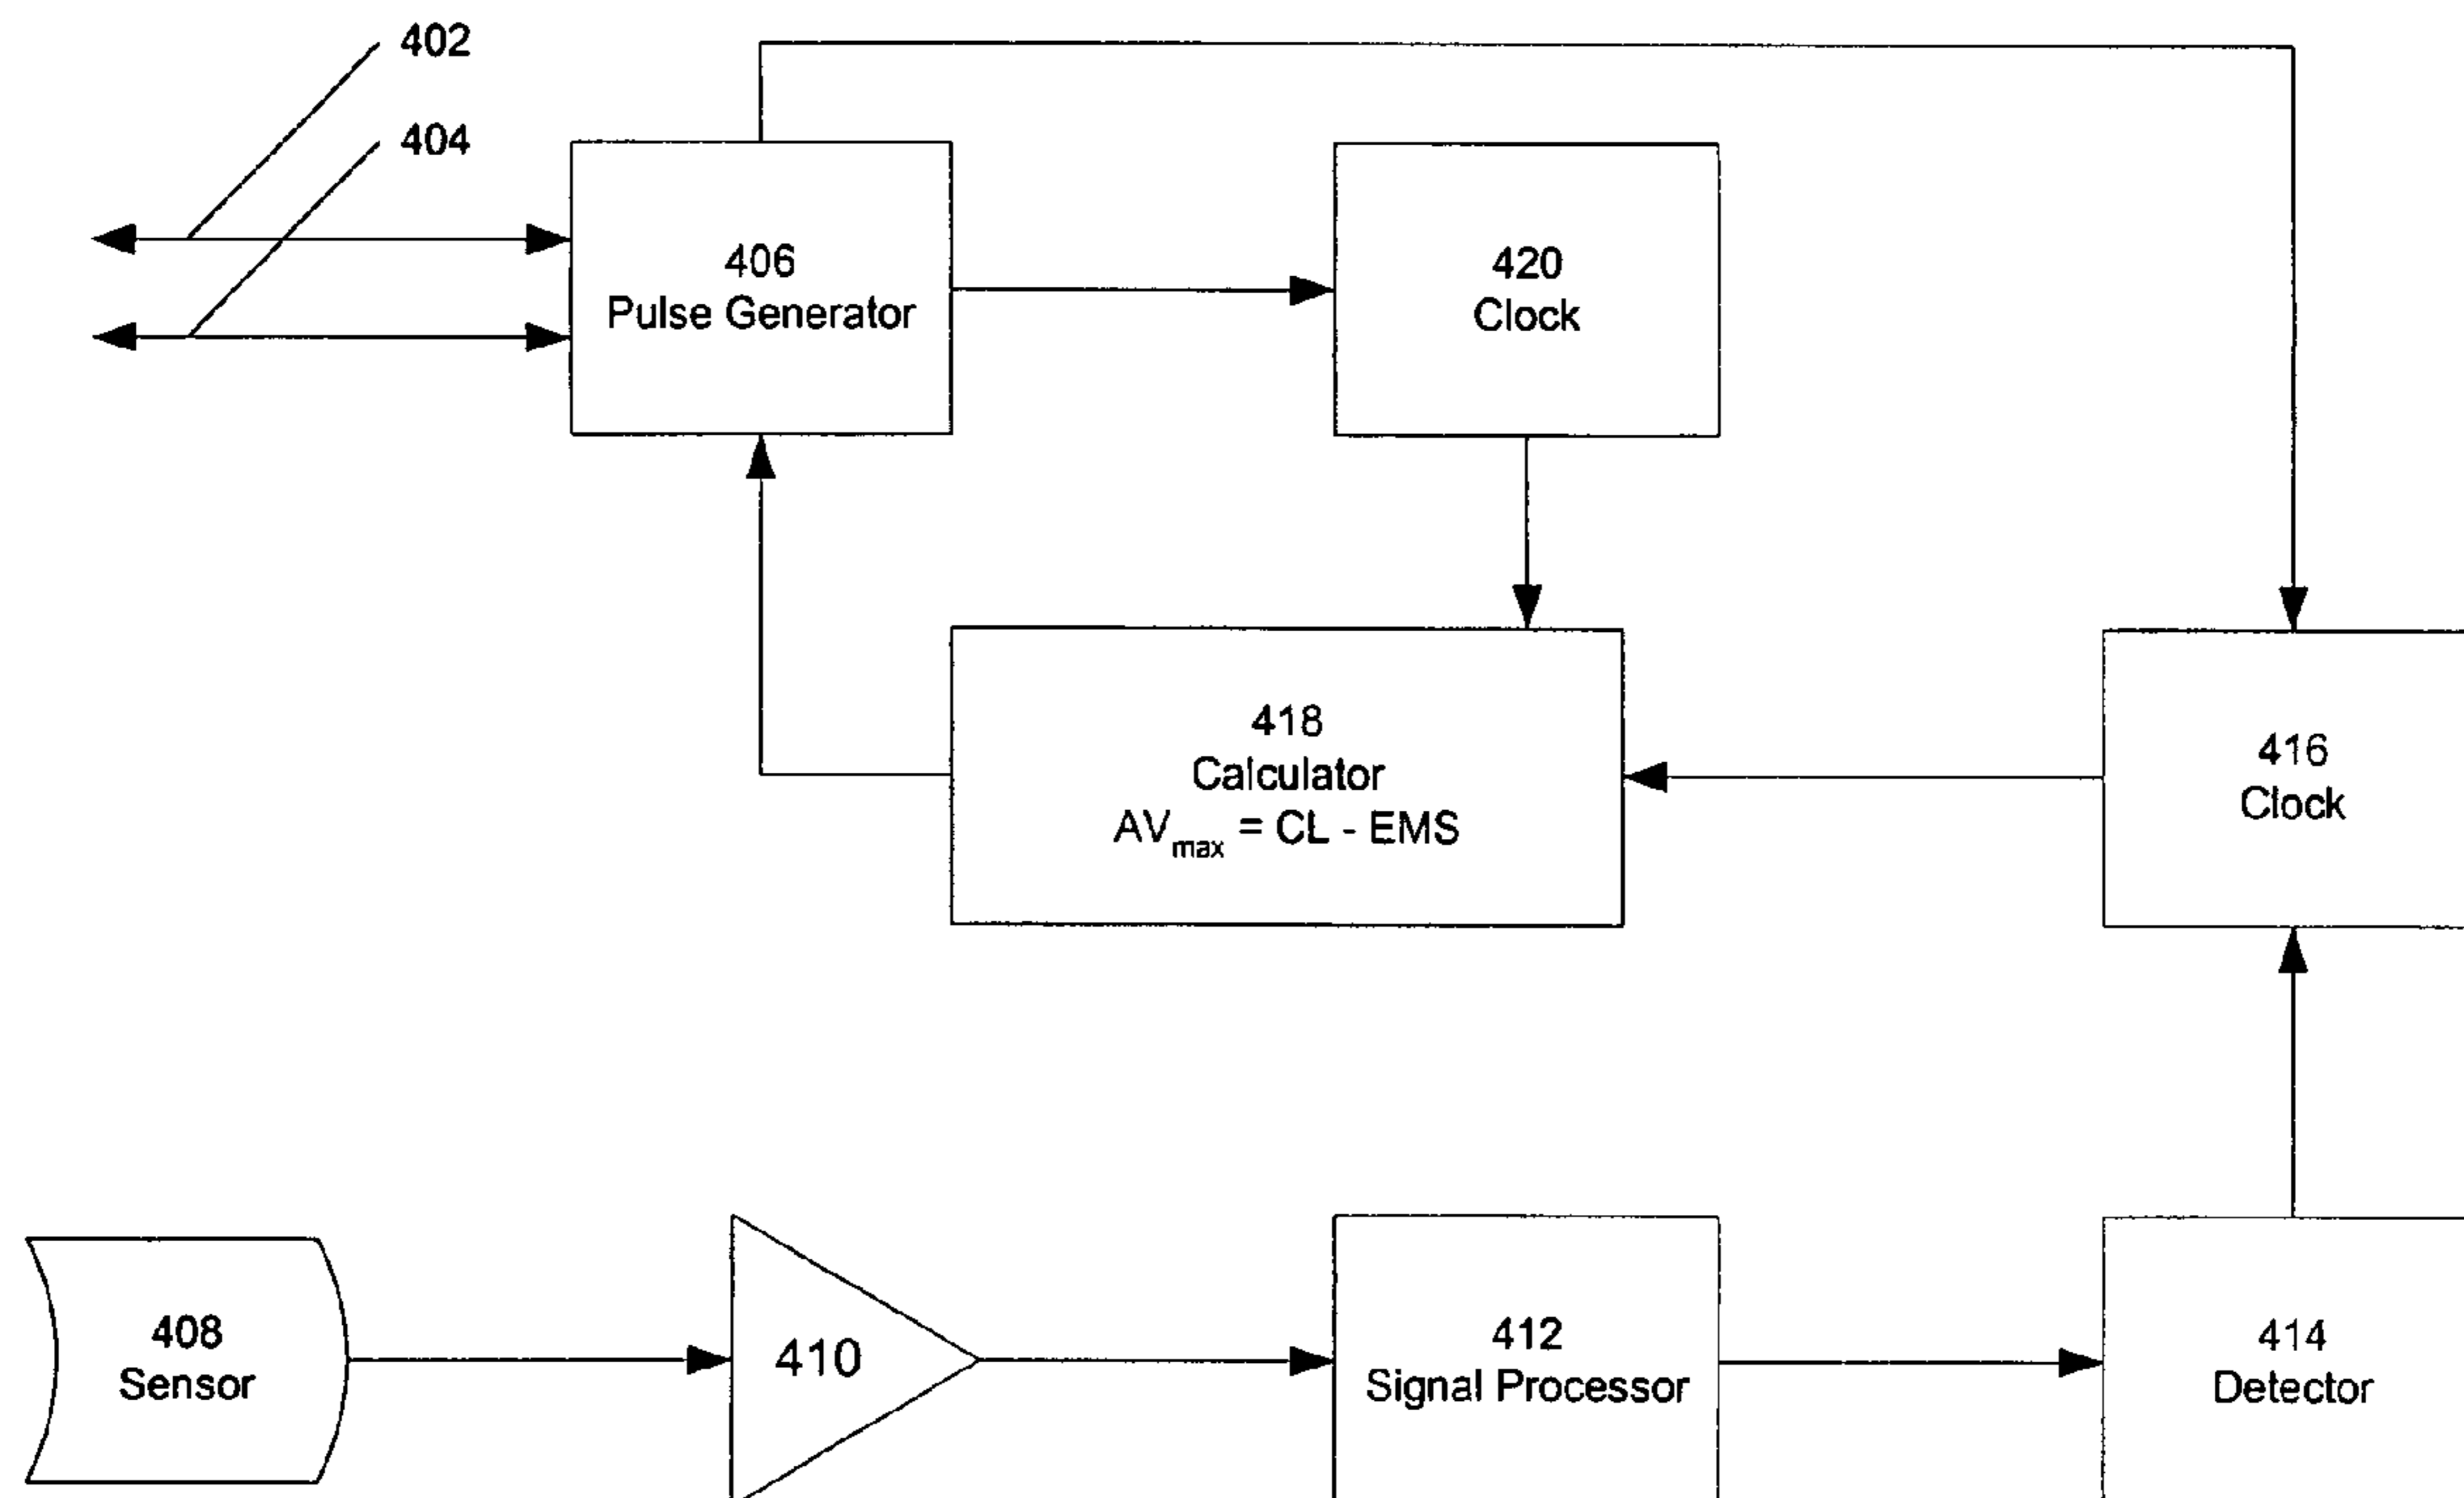 402
404
406
Pulse Generator
420
Clock
418
Calculator
AVmax = CL - EMS
416
Clock
408
Sensor
410
412
Signal Processor
414
Detector